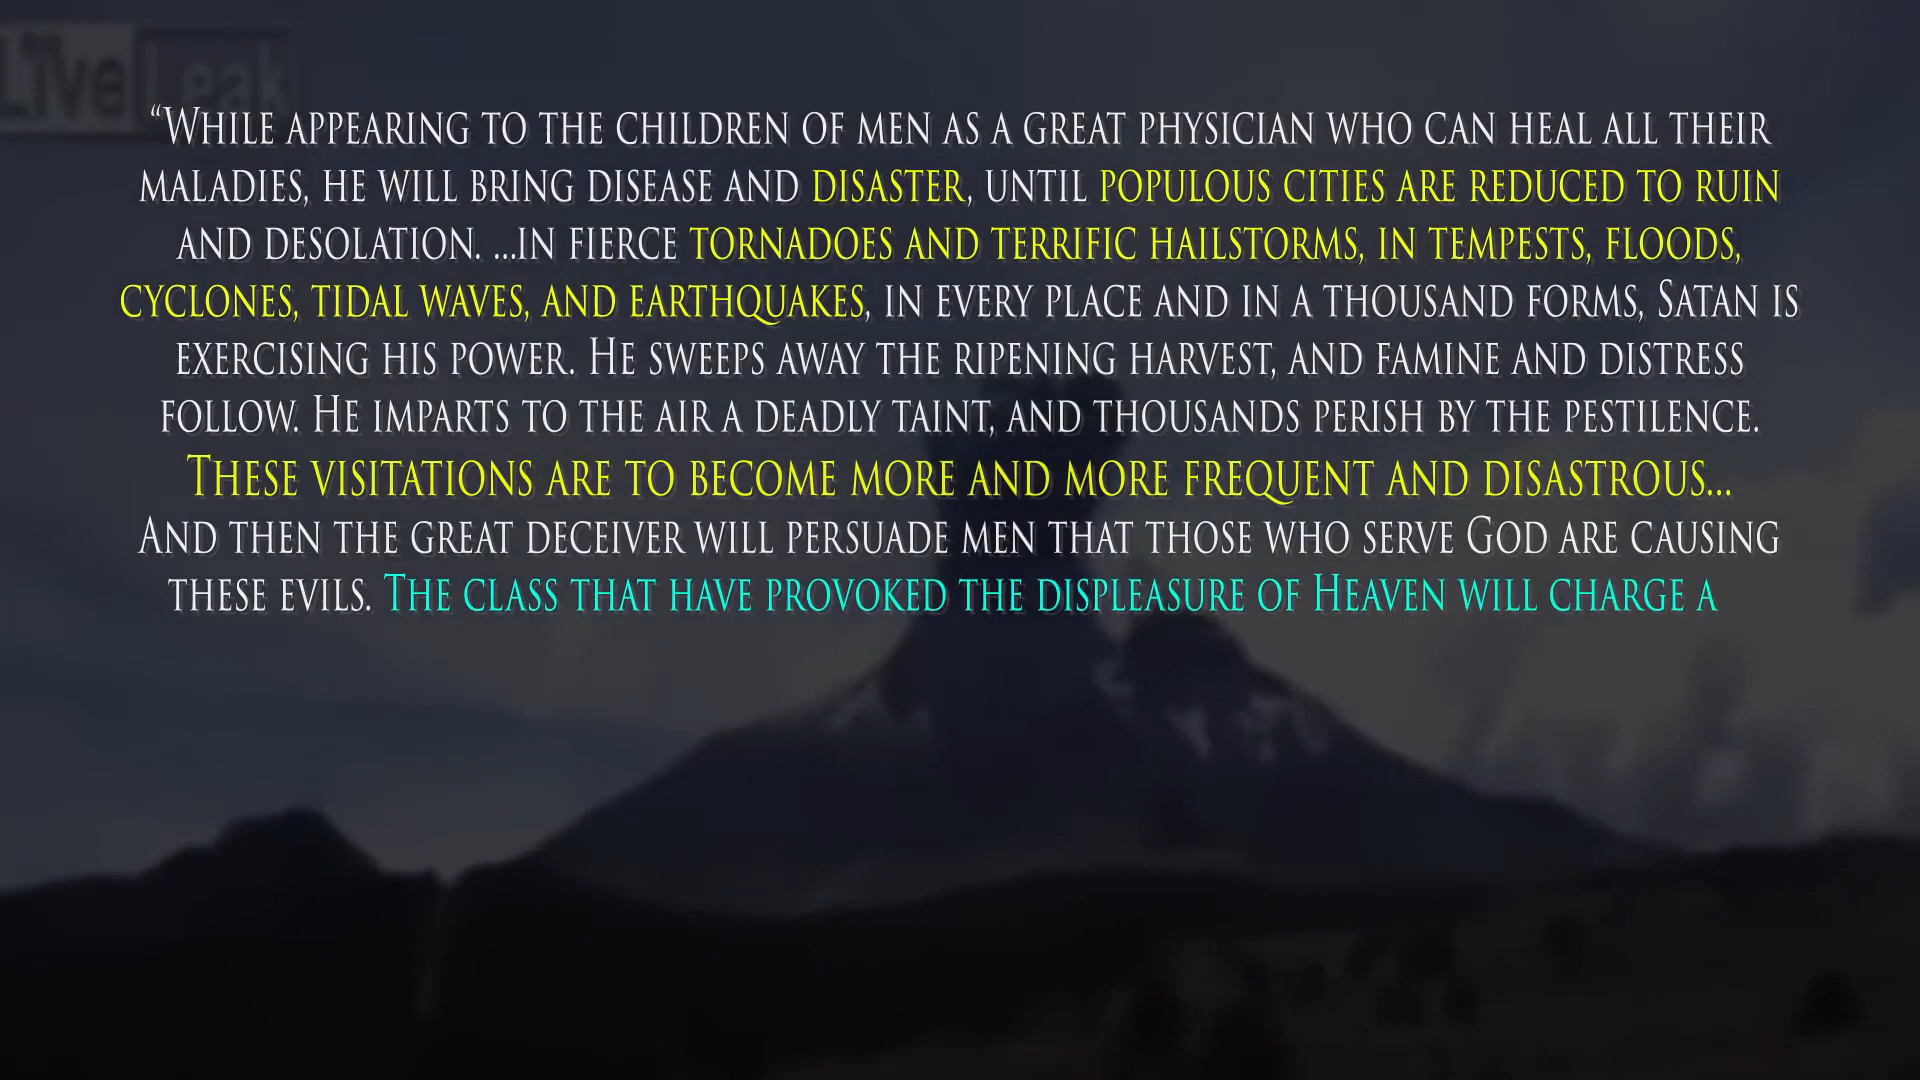 LiveLeak
“While appearing to the children of men as a great physician who can heal all their
maladies, he will bring disease and disaster, until populous cities are reduced to ruin
and desolation. ...in fierce tornadoes and terrific hailstorms, in tempests, floods,
cyclones, tidal waves, and earthquakes, in every place and in a thousand forms, Satan is
exercising his power. He sweeps away the ripening harvest, and famine and distress
follow. He imparts to the air a deadly taint, and thousands perish by the pestilence.
These visitations are to become more and more frequent and disastrous...
And then the great deceiver will persuade men that those who serve God are causing
these evils. The class that have provoked the displeasure of Heaven will charge a